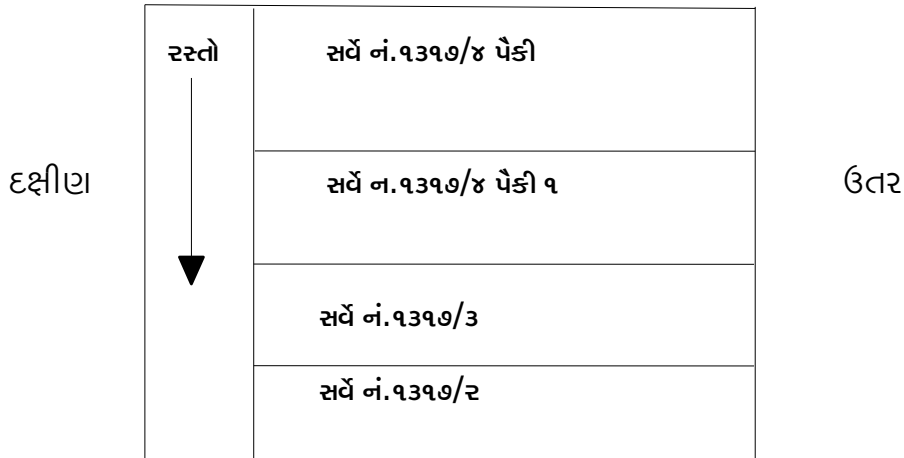 રસ્તો
સર્વે નં.૧૩૧૭/૪ પૈકી
દક્ષીણ
સર્વે ન.૧૩૧૭/૪ પૈકી ૧
ઉતર
સર્વે નં.૧૩૧૭/૩
સર્વે નં.૧૩૧૭/૨